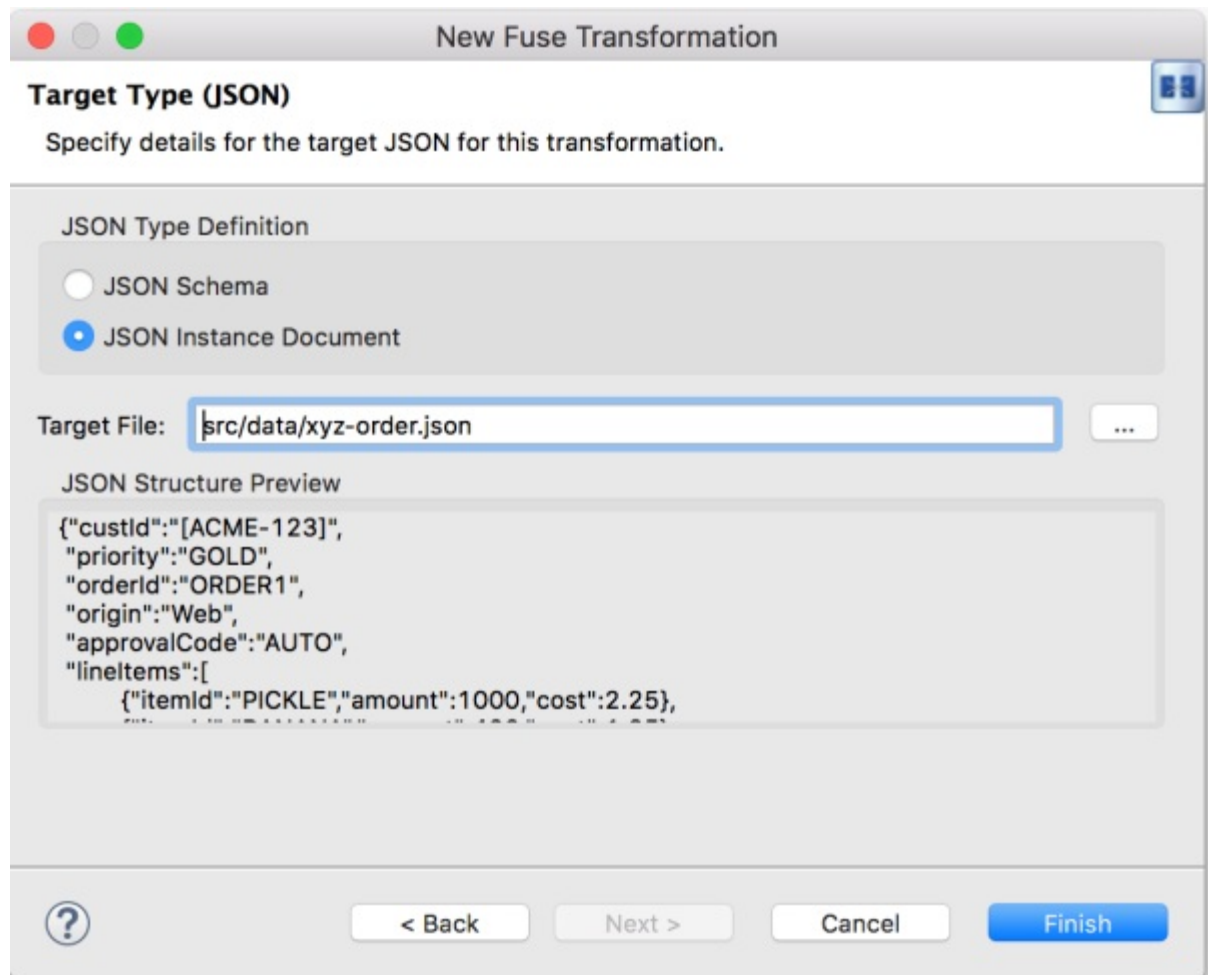 New Fuse Transformation
Target Type (JSON)
Specify details for the target JSON for this transformation.
JSON Type Definition
JSON Schema
JSON Instance Document
Target File: src/data/xyz-order.json ...
JSON Structure Preview
{"custId":"[ACME-123]",
"priority":"GOLD",
"orderId":"ORDER1",
"origin":"Web",
"approvalCode":"AUTO",
"lineItems":[
{"itemId":"PICKLE","amount":1000,"cost":2.25},
? < Back Next > Cancel Finish